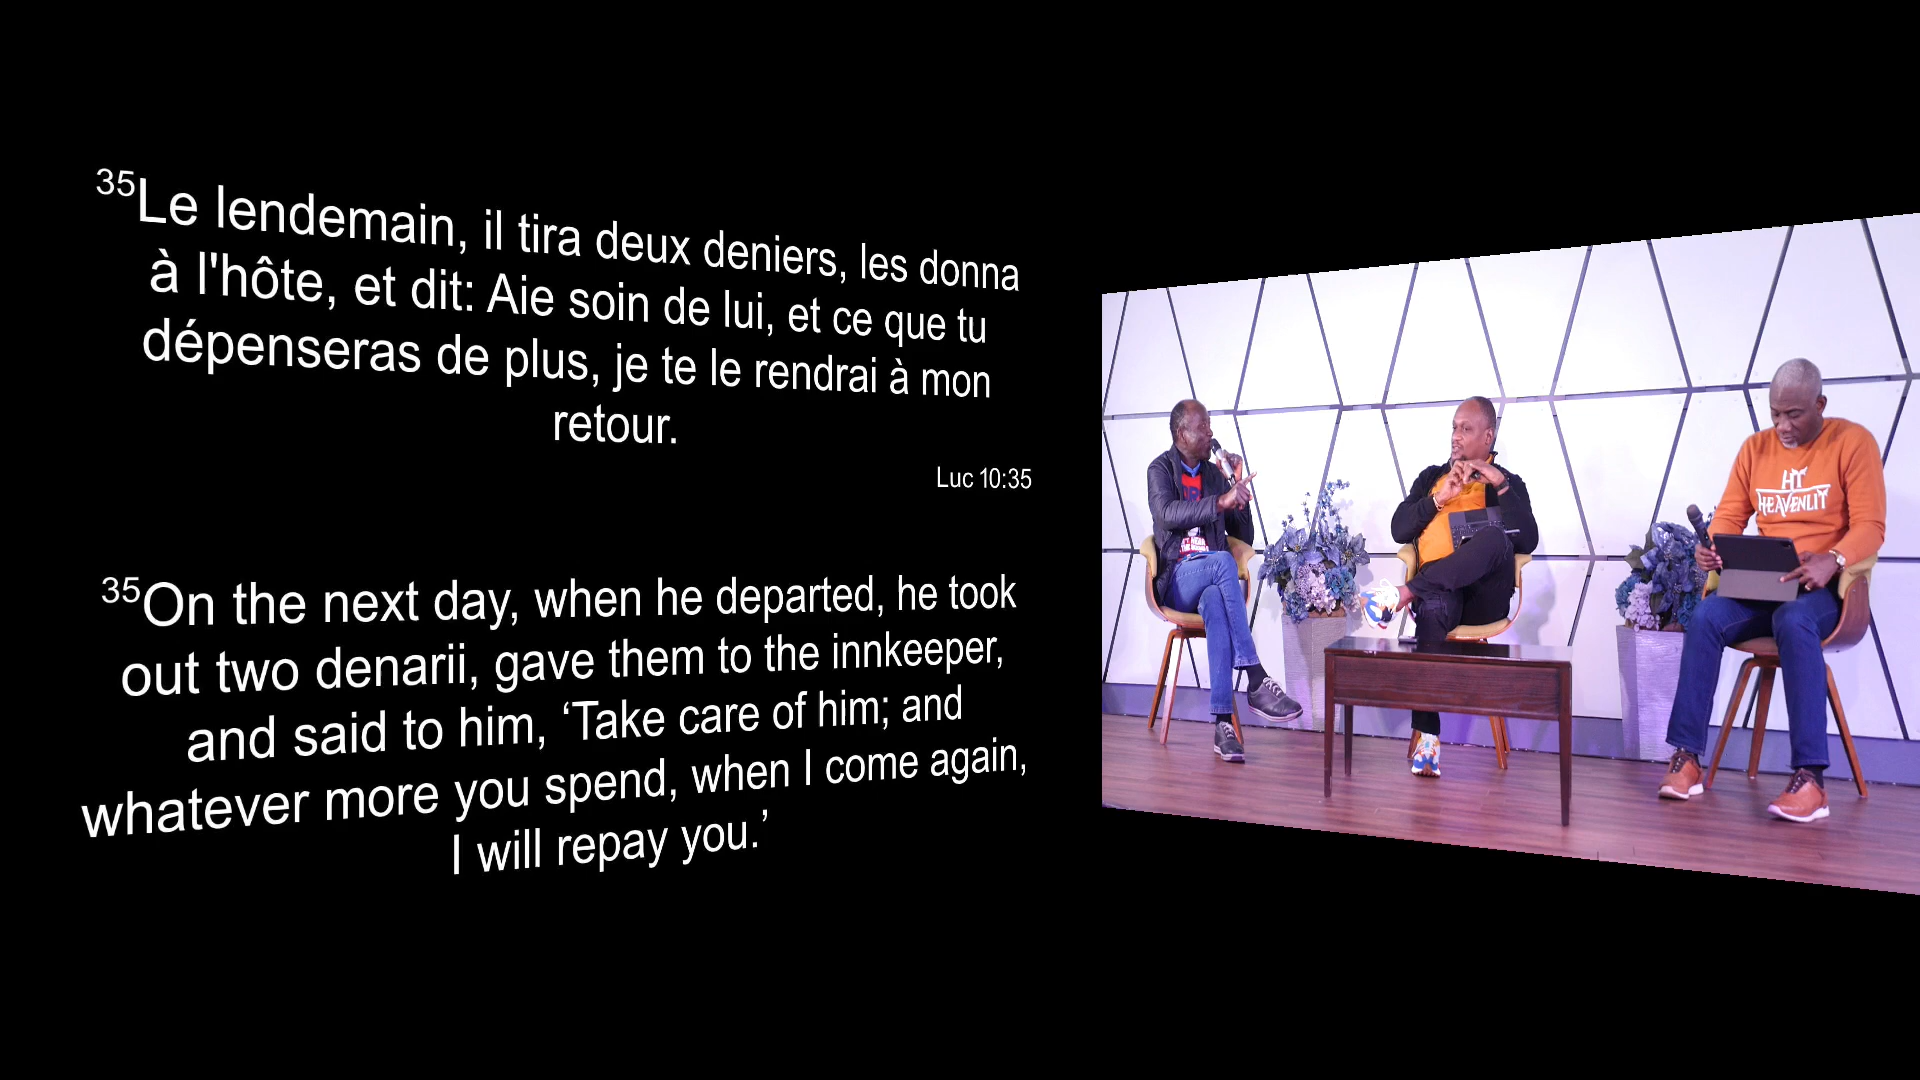 35Le lendemain, il tira deux deniers, les donna
à l'hôte, et dit: Aie soin de lui, et ce que tu
dépenseras de plus, je te le rendrai à mon
retour.
Luc 10:35
35On the next day, when he departed, he took
out two denarii, gave them to the innkeeper,
and said to him, ‘Take care of him; and
whatever more you spend, when I come again,
I will repay you.’
HT
HEAVENLIT